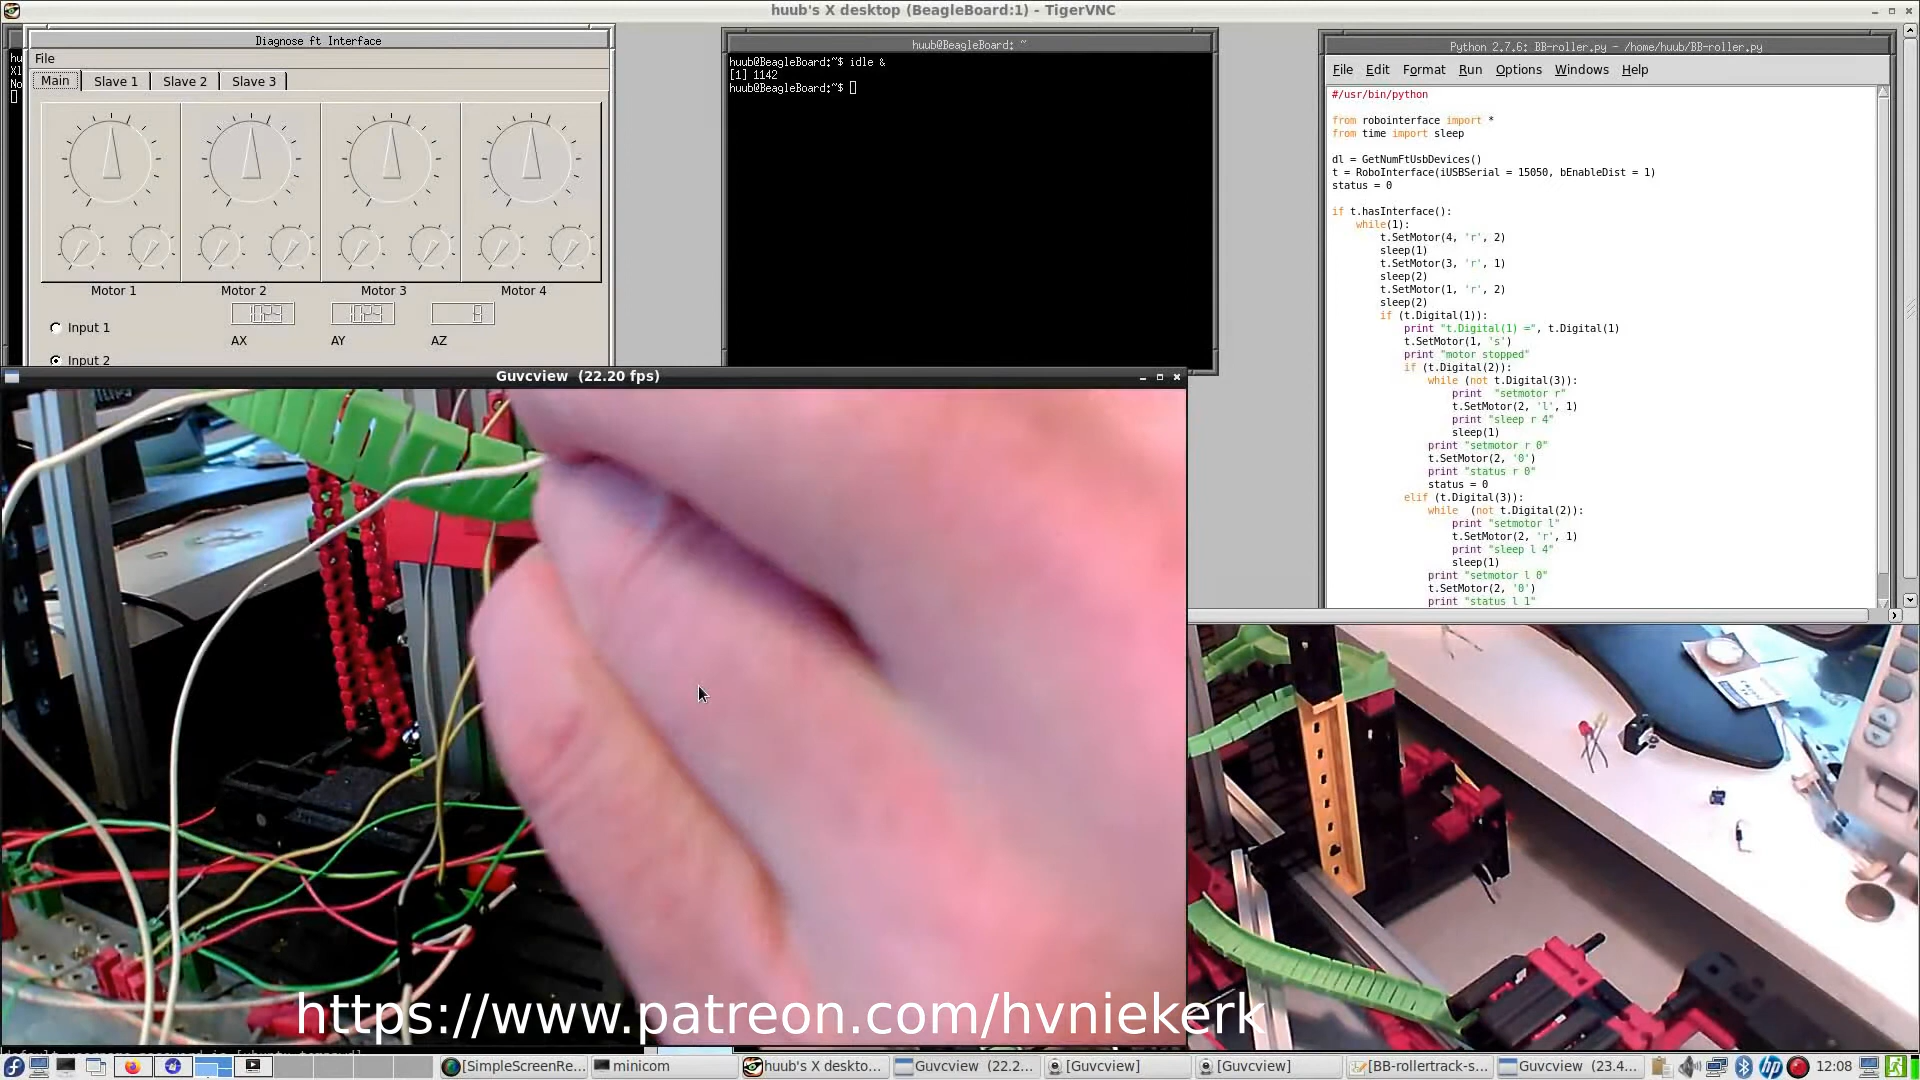 huub's X desktop (BeagleBoard:1) - TigerVNC
Diagnose ft Interface
File
Main
Slave 1
Slave 2
Slave 3
Motor 1
Motor 2
Motor 3
Motor 4
Input 1
AX
AY
AZ
Input 2
huub@BeagleBoard: ~
huub@BeagleBoard:~$ idle &
[1] 1142
huub@BeagleBoard:~$
Python 2.7.6: BB-roller.py - /home/huub/BB-roller.py
File Edit Format Run Options Windows Help
#/usr/bin/python
from robointerface import *
from time import sleep
dl = GetNumFtUsbDevices()
t = RoboInterface(iUSBSerial = 15050, bEnableDist = 1)
status = 0
if t.hasInterface():
while(1):
t.SetMotor(4, 'r', 2)
sleep(1)
t.SetMotor(3, 'r', 1)
sleep(2)
t.SetMotor(1, 'r', 2)
sleep(2)
if (t.Digital(1)):
print "t.Digital(1) =", t.Digital(1)
t.SetMotor(1, 's')
print "motor stopped"
if (t.Digital(2)):
while (not t.Digital(3)):
print  "setmotor r"
t.SetMotor(2, 'l', 1)
print "sleep r 4"
sleep(1)
print "setmotor r 0"
t.SetMotor(2, '0')
print "status r 0"
status = 0
elif (t.Digital(3)):
while  (not t.Digital(2)):
print "setmotor l"
t.SetMotor(2, 'r', 1)
print "sleep l 4"
sleep(1)
print "setmotor l 0"
t.SetMotor(2, '0')
print "status l 1"
Guvcview  (22.20 fps)
https://www.patreon.com/hvniekerk
[SimpleScreenRe...
minicom
huub's X deskto...
Guvcview  (22.2...
[Guvcview]
[Guvcview]
[BB-rollertrack-s...
Guvcview  (23.4...
12:08